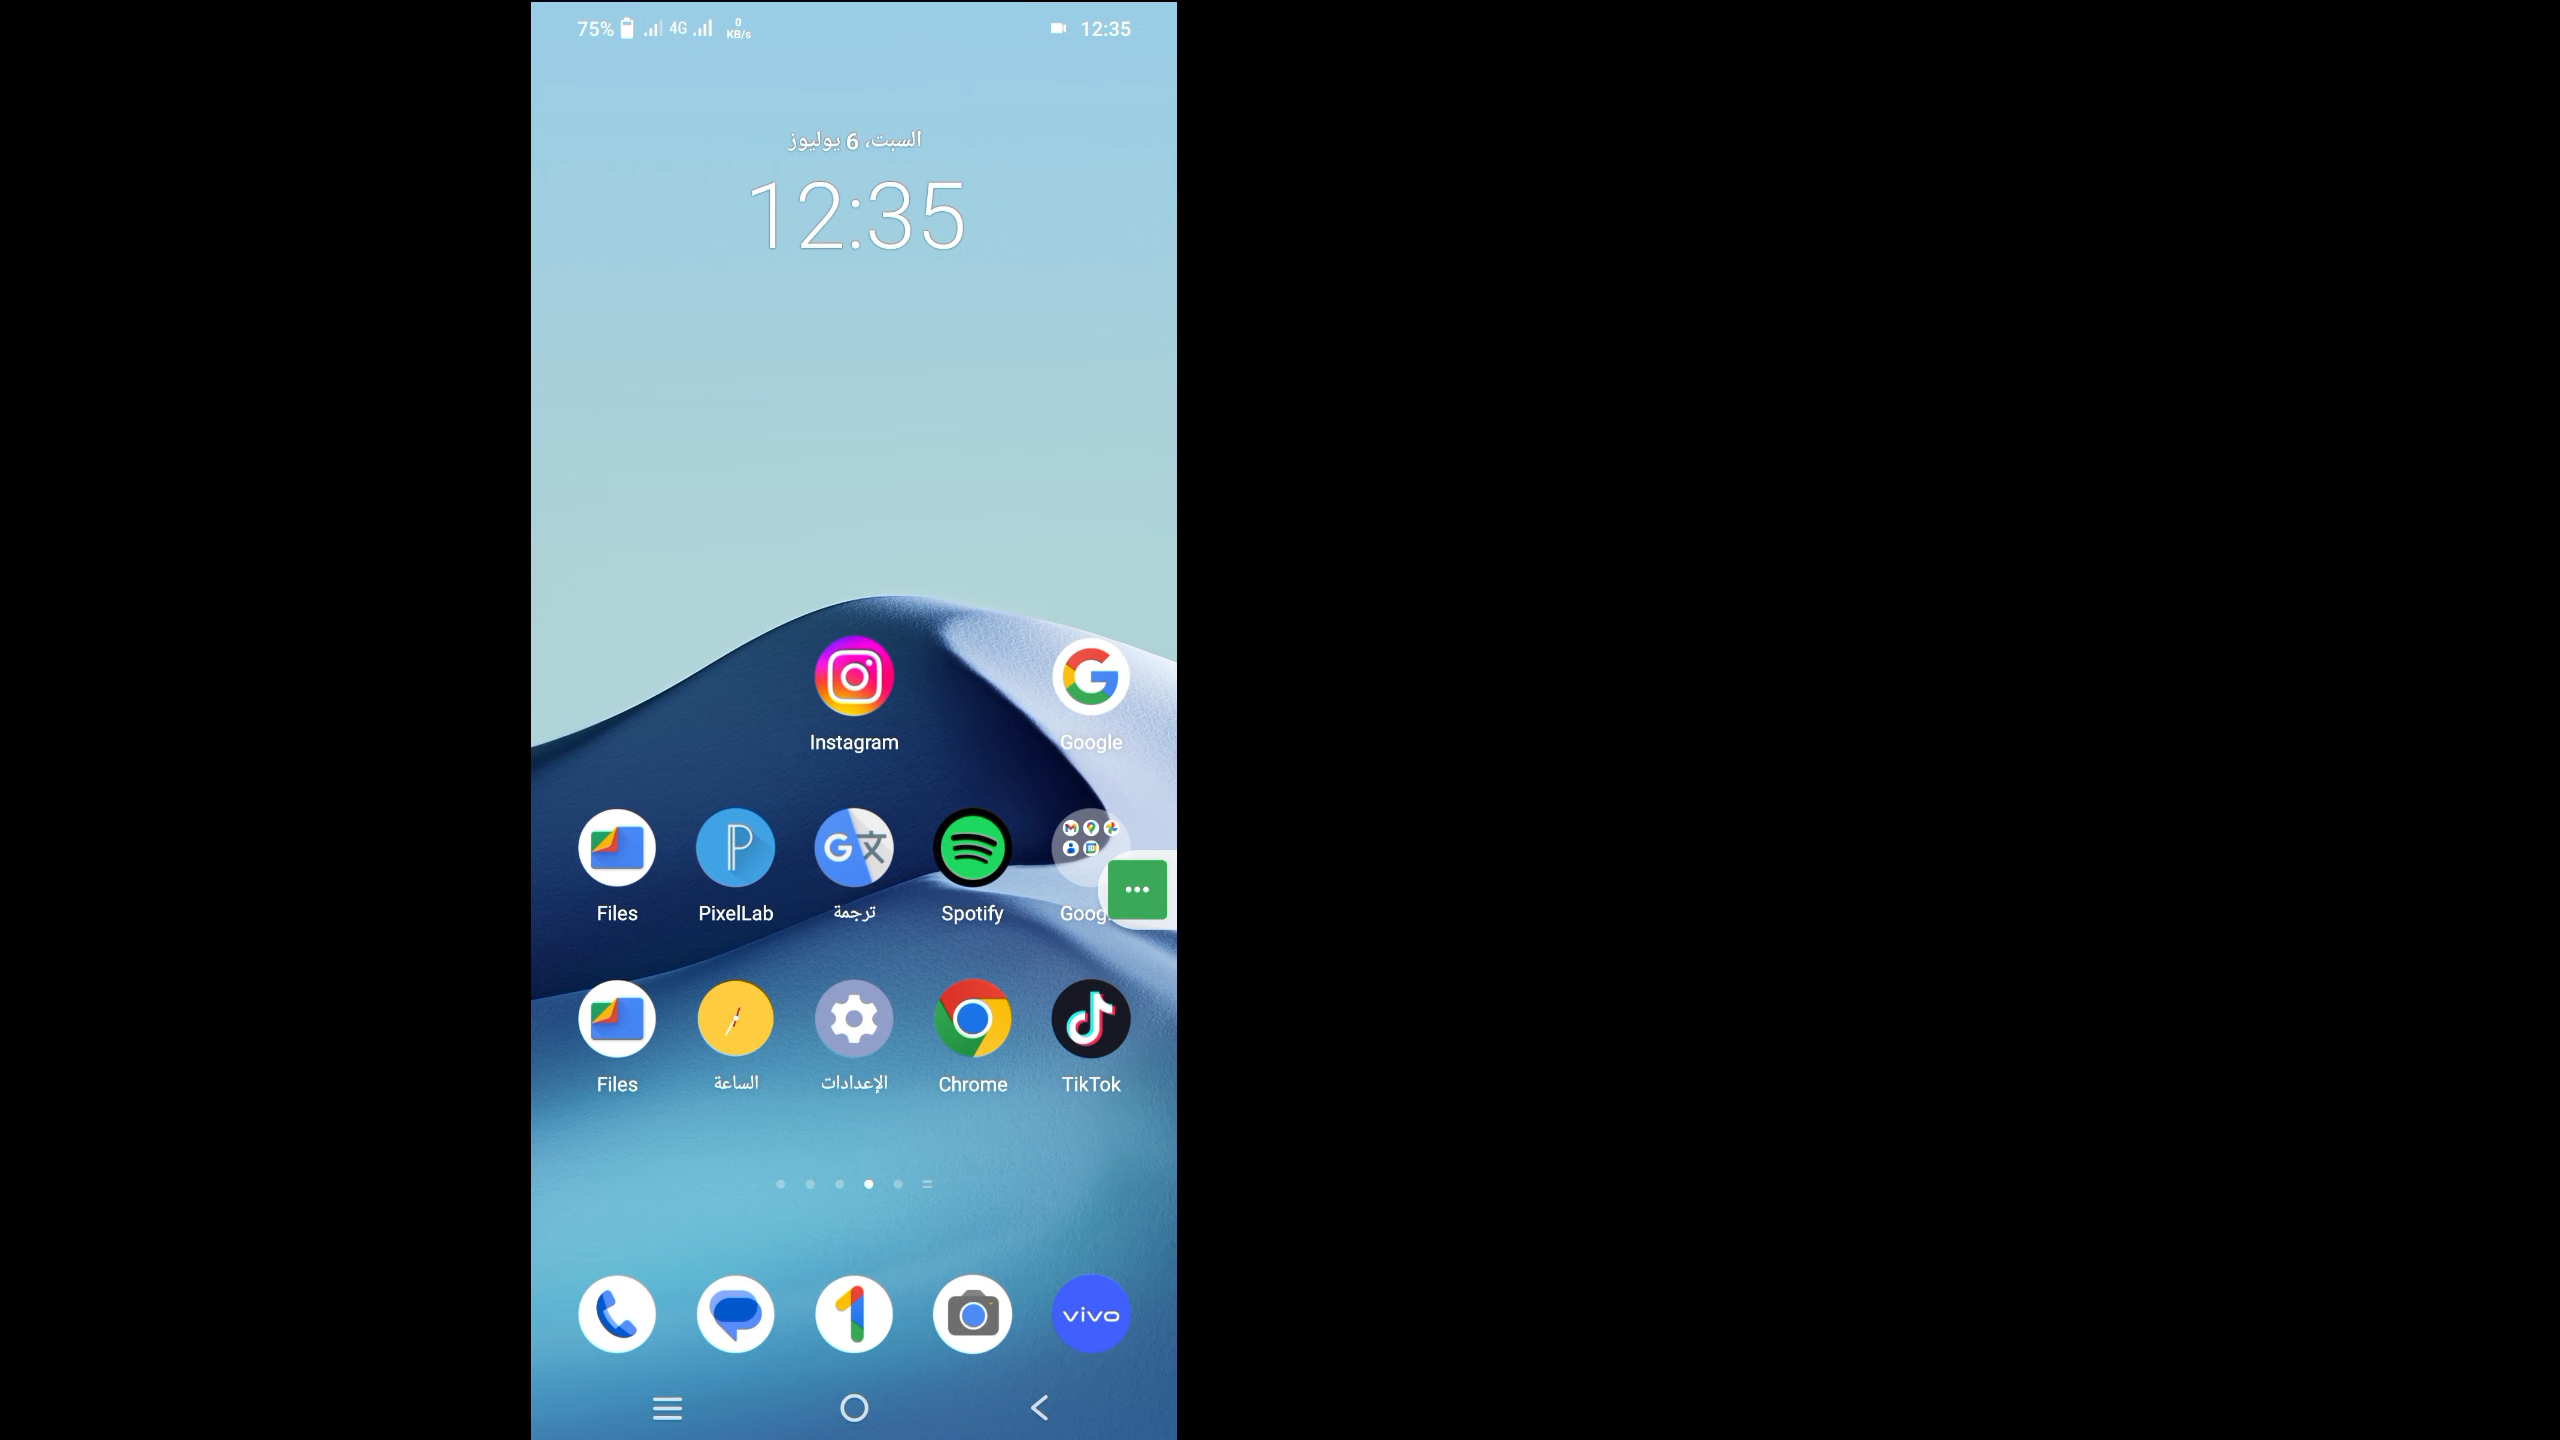 75% 4G 0 KB/s 12:35
السبت، 6 يوليوز
12:35
Instagram Google
Files PixelLab ترجمة Spotify Goog
Files الساعة الإعدادات Chrome TikTok
vivo